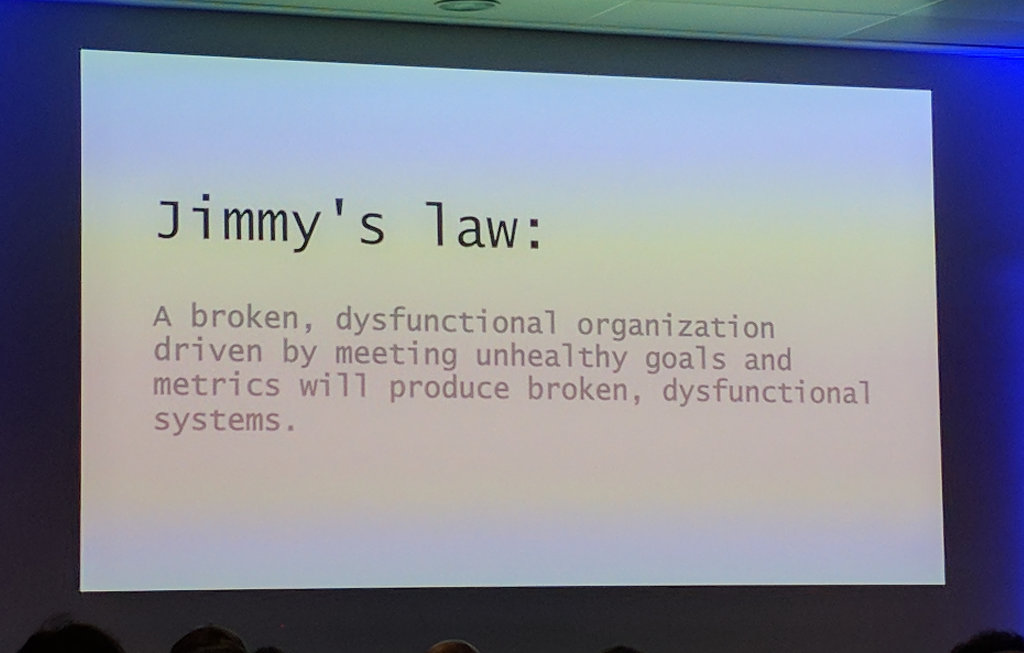 Jimmy's law:
A broken, dysfunctional organization
driven by meeting unhealthy goals and
metrics will produce broken, dysfunctional
systems.